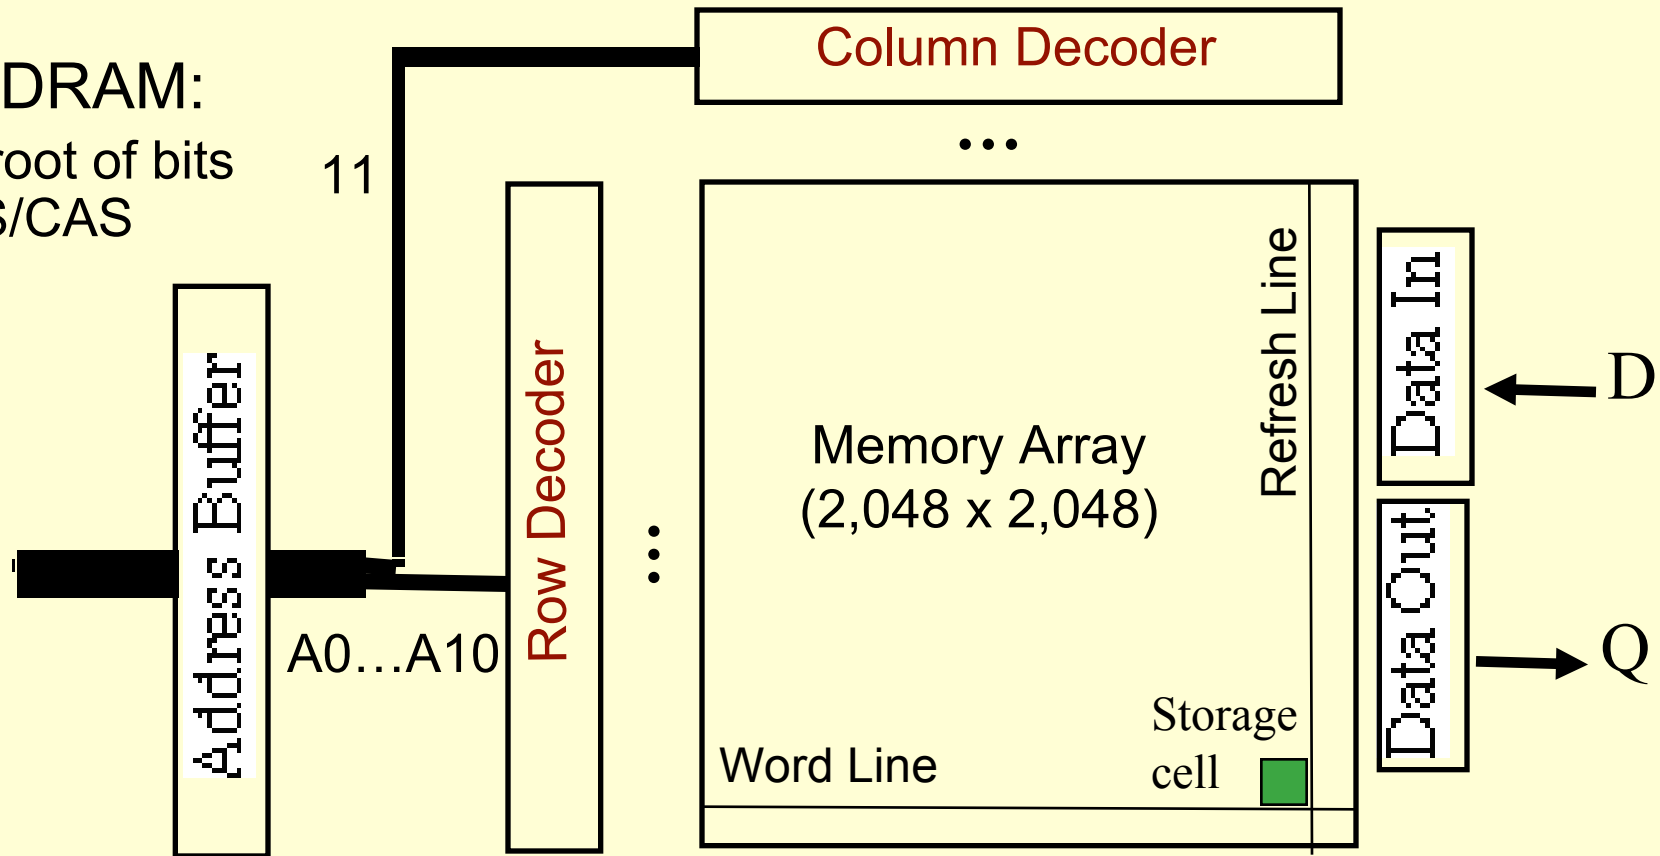 DRAM:
root of bits
S/CAS
11
Column Decoder
...
Address Buffer
A0...A10
Row Decoder
...
Memory Array
(2,048 x 2,048)
Refresh Line
Word Line
Storage
cell
Data In
D
Data Out
Q